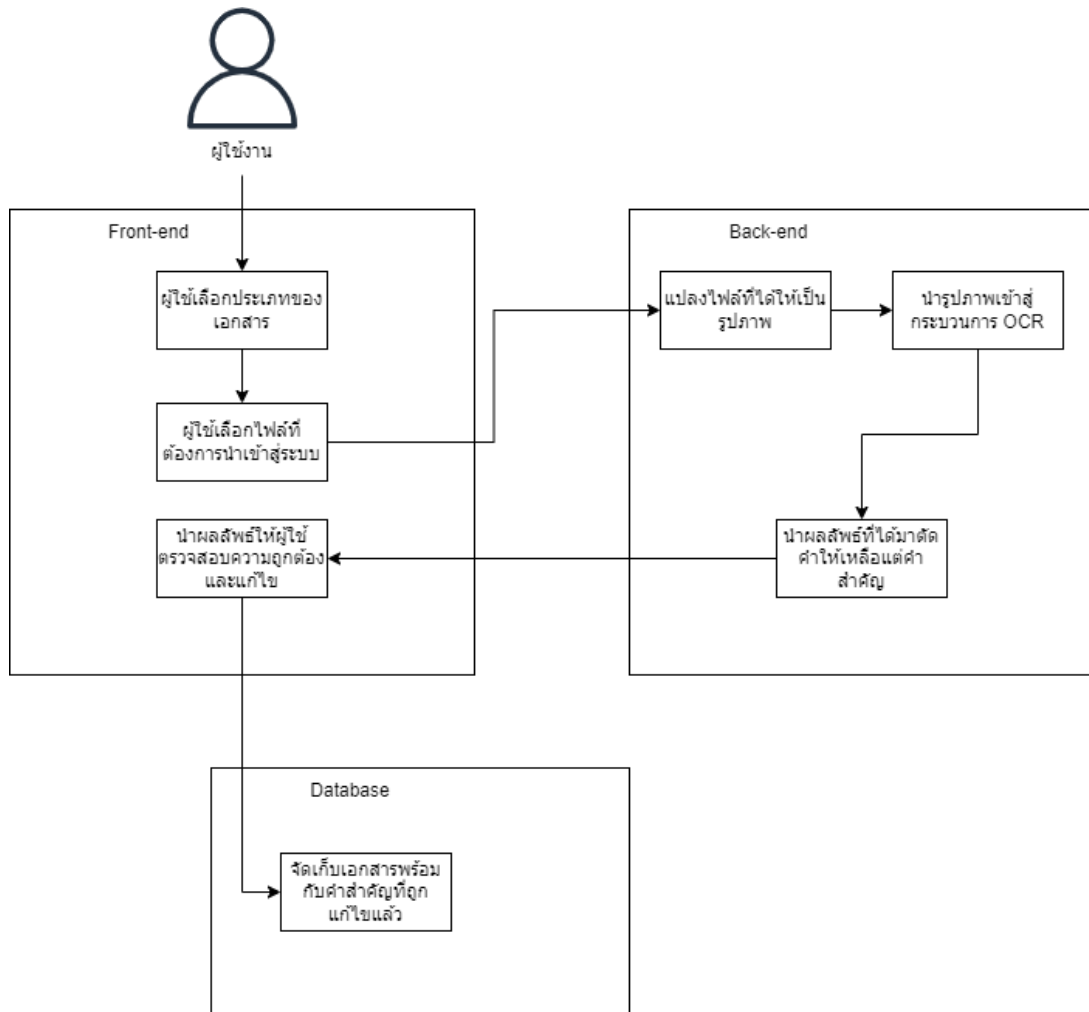 ผู้ใช้งาน
Front-end
ผู้ใช้เลือกประเภทของ
เอกสาร
ผู้ใช้เลือกไฟล์ที่
ต้องการนำเข้าสู่ระบบ
นำผลลัพธ์ให้ผู้ใช้
ตรวจสอบความถูกต้อง
และแก้ไข
Back-end
แปลงไฟล์ที่ได้ให้เป็น
รูปภาพ
นำรูปภาพเข้าสู่
กระบวนการ OCR
นำผลลัพธ์ที่ได้มาตัด
คำให้เหลือแต่คำ
สำคัญ
Database
จัดเก็บเอกสารพร้อม
กับคำสำคัญที่ถูก
แก้ไขแล้ว